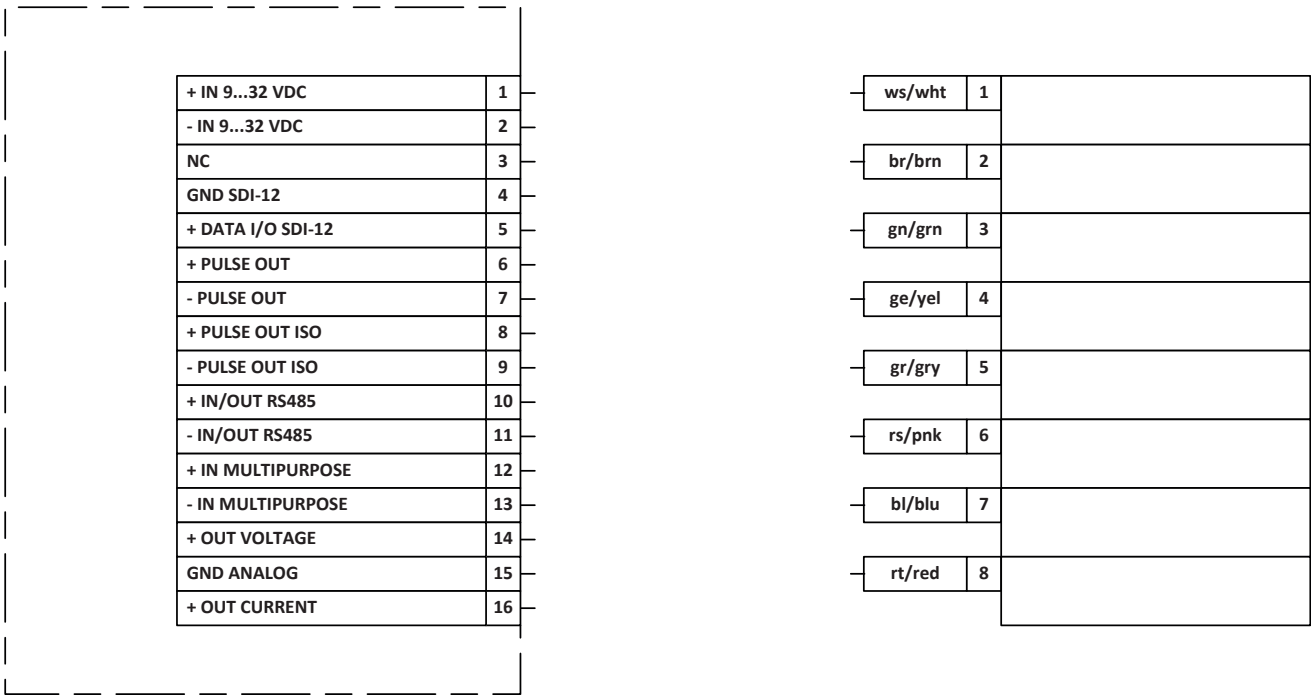 + IN 9...32 VDC 1
- IN 9...32 VDC 2
NC 3
GND SDI-12 4
+ DATA I/O SDI-12 5
+ PULSE OUT 6
- PULSE OUT 7
+ PULSE OUT ISO 8
- PULSE OUT ISO 9
+ IN/OUT RS485 10
- IN/OUT RS485 11
+ IN MULTIPURPOSE 12
- IN MULTIPURPOSE 13
+ OUT VOLTAGE 14
GND ANALOG 15
+ OUT CURRENT 16
ws/wht 1
br/brn 2
gn/grn 3
ge/yel 4
gr/gry 5
rs/pnk 6
bl/blu 7
rt/red 8